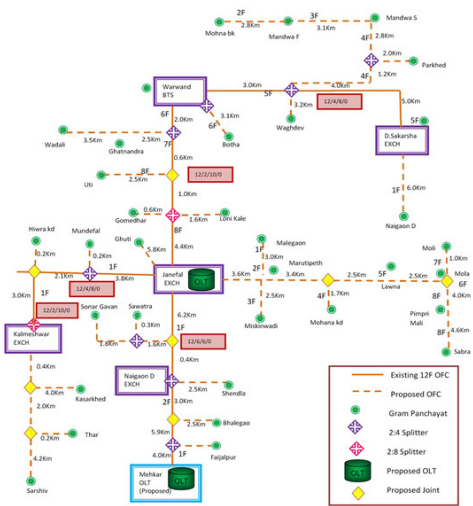 2F
3F
Mandwa S
Mohna bk
2.8Km
Mandwa F
3.1Km
4F
2.8Km
2.0Km
Parkhed
1.2Km
4F
Warwand
BTS
3.0Km
4.0Km
5F
3.2Km
12/4/8/0
Waghdev
5.0Km
6F
2.0Km
3.1Km
6F
Botha
5F
D.Sakarsha
EXCH
Wadali
3.5Km
2.5Km
7F
Ghatnandra
0.6Km
8F
Uti
2.5Km
12/2/10/0
1.0Km
1F
6.0Km
Naigaon D
0.6Km
Gomedhar
1.6Km
Loni Kale
8F
Hiwra kd
Mundefal
Ghuti
5.8Km
4.4Km
Malegaon
1F
3.0Km
Moli
1.0Km
7F
0.2Km
0.2Km
1F
2.1Km
3.8Km
Janefal
EXCH
OLT
3.6Km
2F
Marutipeth
3.4Km
2.5Km
5F
Lawna
2.5Km
Mola
6F
4.0Km
3.0Km
1F
12/4/8/0
6.2Km
3F
2.5Km
4F
1.7Km
Mohana kd
8F
Pimpri
Mali
4.6Km
8F
Sabra
12/2/10/0
Sonar Gavan
Sawatra
0.3Km
1F
Miskinwadi
Kalmeshwar
EXCH
1.8Km
1.6Km
12/6/6/0
0.4Km
0.4Km
4.0Km
Kasarkhed
2.0Km
Naigaon D
EXCH
2.5Km
Shendla
2F
3.0Km
Bhalegao
0.2Km
Thar
5.9Km
2.5Km
4.2Km
4.0Km
1F
Faijalpur
Sarshiv
Mehkar
OLT
(Proposed)
OLT
Existing 12F OFC
Proposed OFC
Gram Panchayat
2:4 Splitter
2:8 Splitter
OLT
Proposed OLT
Proposed Joint